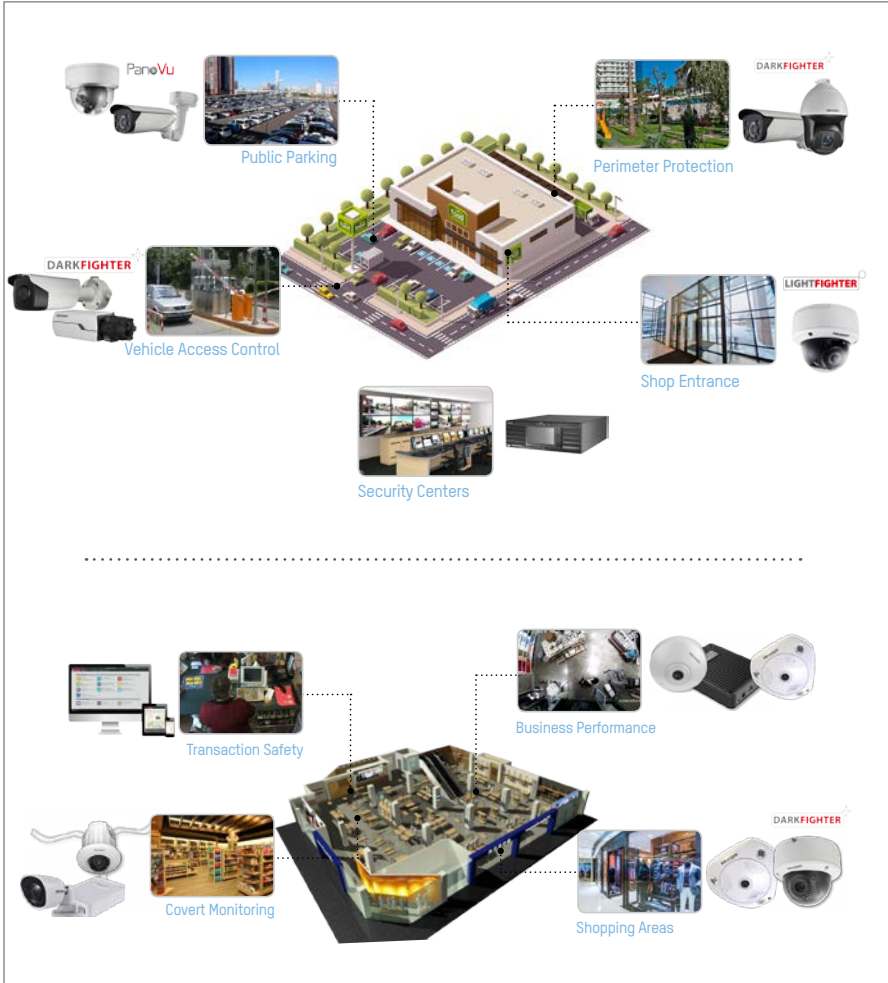 PanoVu
DARKFIGHTER
Public Parking
Perimeter Protection
DARKFIGHTER
LIGHTFIGHTER
Vehicle Access Control
Shop Entrance
Security Centers
Business Performance
Transaction Safety
DARKFIGHTER
Covert Monitoring
Shopping Areas